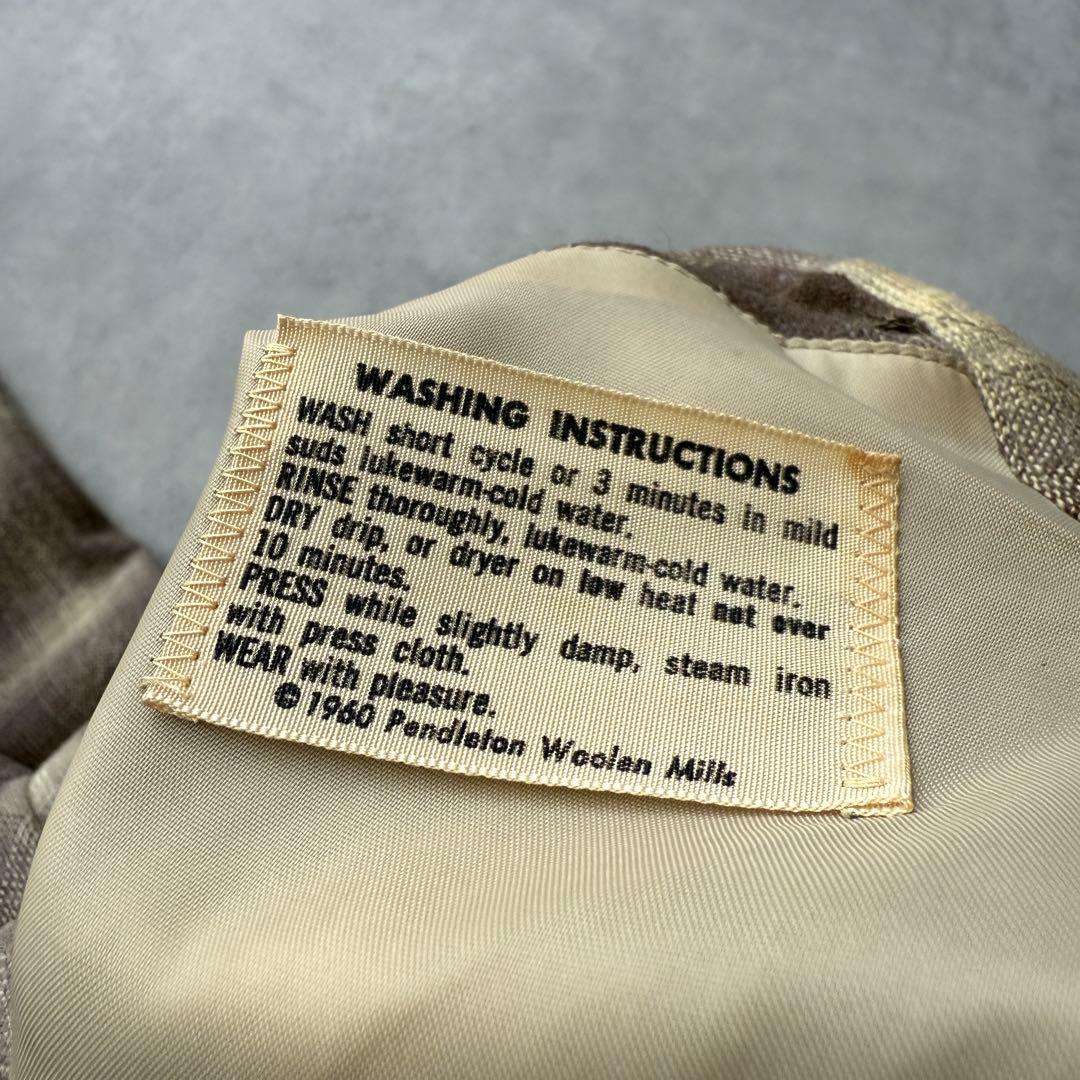 WASHING INSTRUCTIONS
WASH short cycle or 3 minutes in mild
suds lukewarm-cold water.
RINSE thoroughly, lukewarm-cold water.
DRY drip, or dryer on low heat not over
10 minutes.
PRESS while slightly damp, steam iron
with press cloth.
WEAR with pleasure.
© 1960 Pendleton Woolen Mills